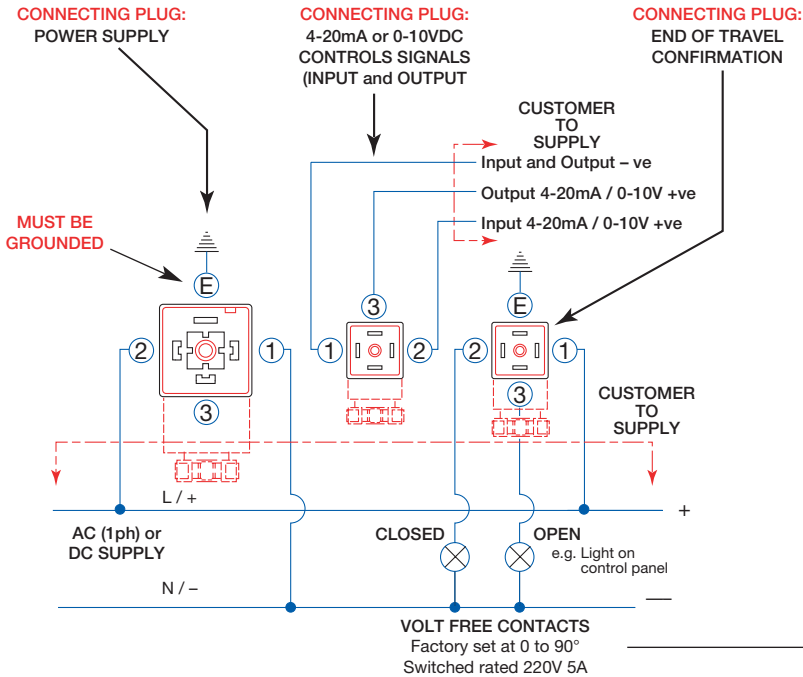 CONNECTING PLUG:
POWER SUPPLY
CONNECTING PLUG:
4-20mA or 0-10VDC
CONTROLS SIGNALS
(INPUT and OUTPUT
CONNECTING PLUG:
END OF TRAVEL
CONFIRMATION
CUSTOMER
TO
SUPPLY
Input and Output – ve
Output 4-20mA / 0-10V +ve
Input 4-20mA / 0-10V +ve
MUST BE
GROUNDED
E
2
1
3
3
1
2
E
2
1
3
CUSTOMER
TO
SUPPLY
L / +
+
AC (1ph) or
DC SUPPLY
CLOSED
OPEN
e.g. Light on
control panel
N / –
—
VOLT FREE CONTACTS
Factory set at 0 to 90°
Switched rated 220V 5A